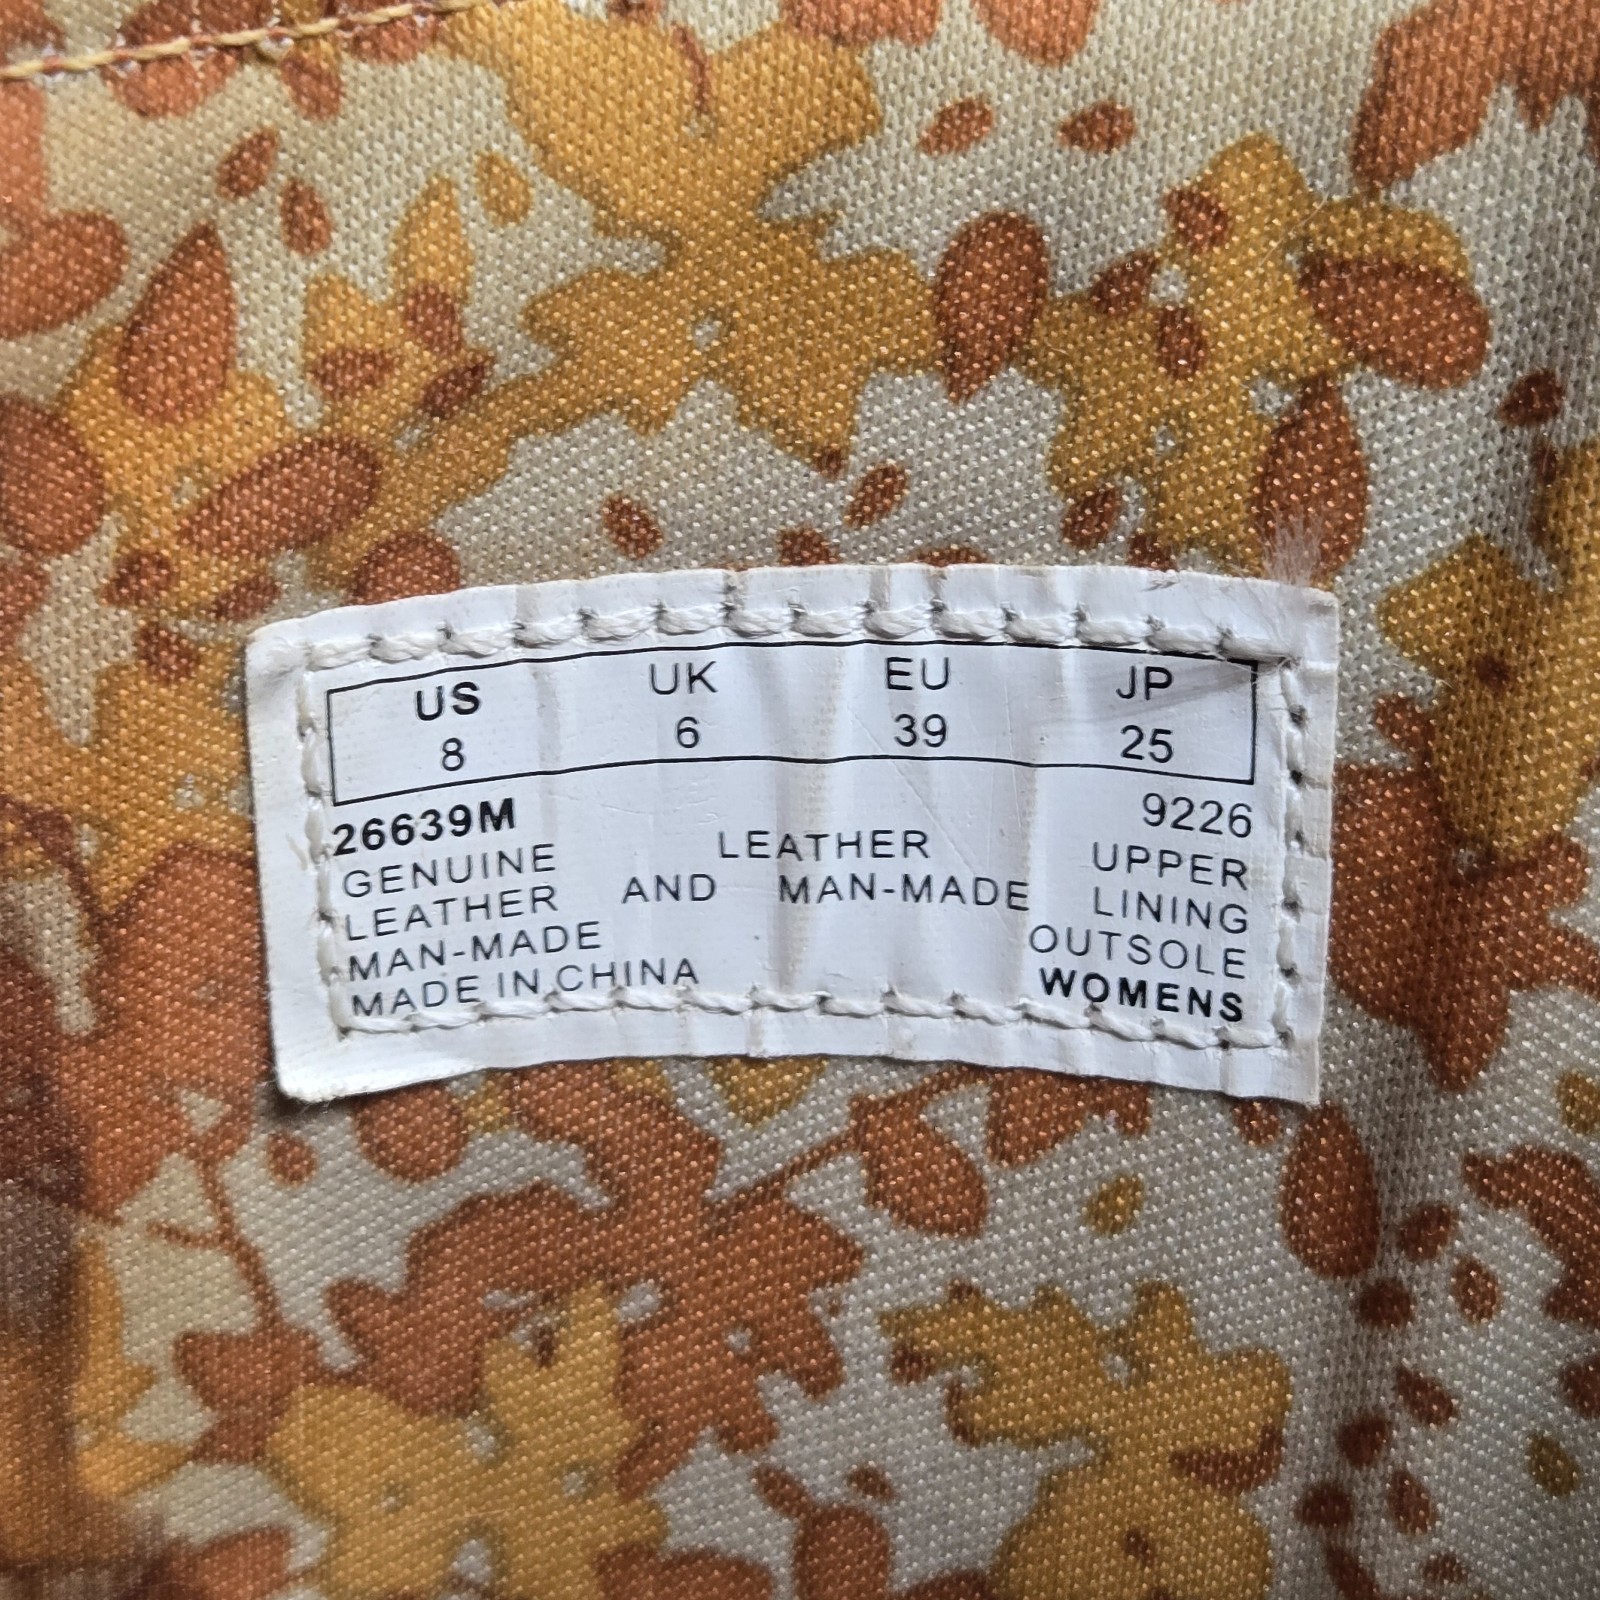 US UK EU JP
8 6 39 25
26639M 9226
GENUINE LEATHER UPPER
LEATHER AND MAN-MADE LINING
MAN-MADE OUTSOLE
MADE IN CHINA WOMENS